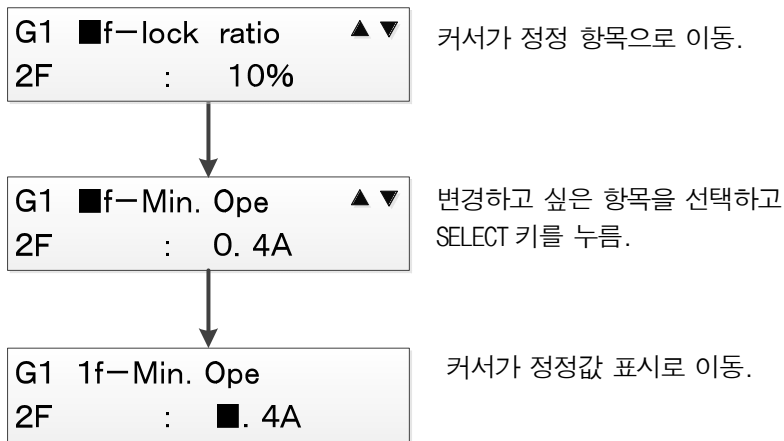 G1 ■f-lock ratio ▲ ▼
2F : 10%
커서가 정정 항목으로 이동.
G1 ■f-Min. Ope ▲ ▼
2F : 0. 4A
변경하고 싶은 항목을 선택하고
SELECT 키를 누름.
G1 1f-Min. Ope
2F : ■. 4A
커서가 정정값 표시로 이동.